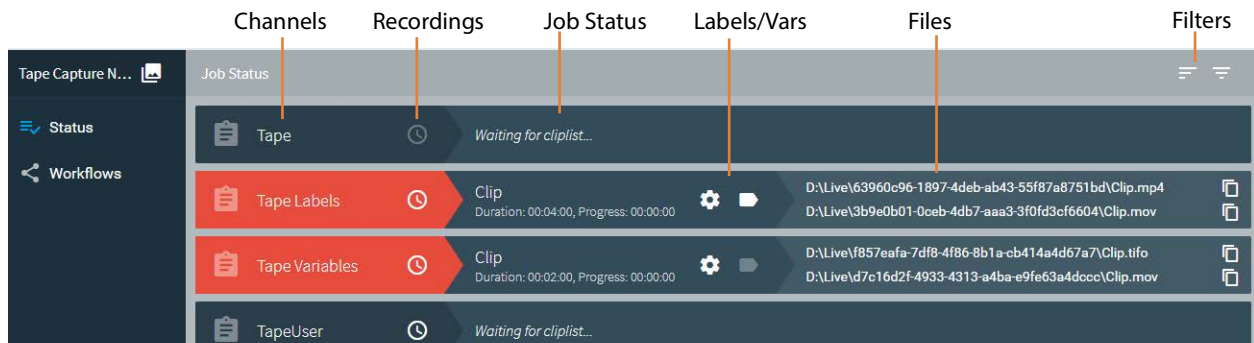 Channels Recordings Job Status Labels/Vars Files Filters
Tape Capture N... Job Status
Status
Workflows
Tape Waiting for cliplist...
Tape Labels Clip
Duration: 00:04:00, Progress: 00:00:00
D:\Live\63960c96-1897-4deb-ab43-55f87a8751bd\Clip.mp4
D:\Live\3b9e0b01-0ceb-4db7-aaa3-3f0fd3cf6604\Clip.mov
Tape Variables Clip
Duration: 00:02:00, Progress: 00:00:00
D:\Live\f857eafa-7df8-4f86-8b1a-cb414a4d67a7\Clip.tifo
D:\Live\d7c16d2f-4933-4313-a4ba-e9fe63a4dccc\Clip.mov
TapeUser Waiting for cliplist...